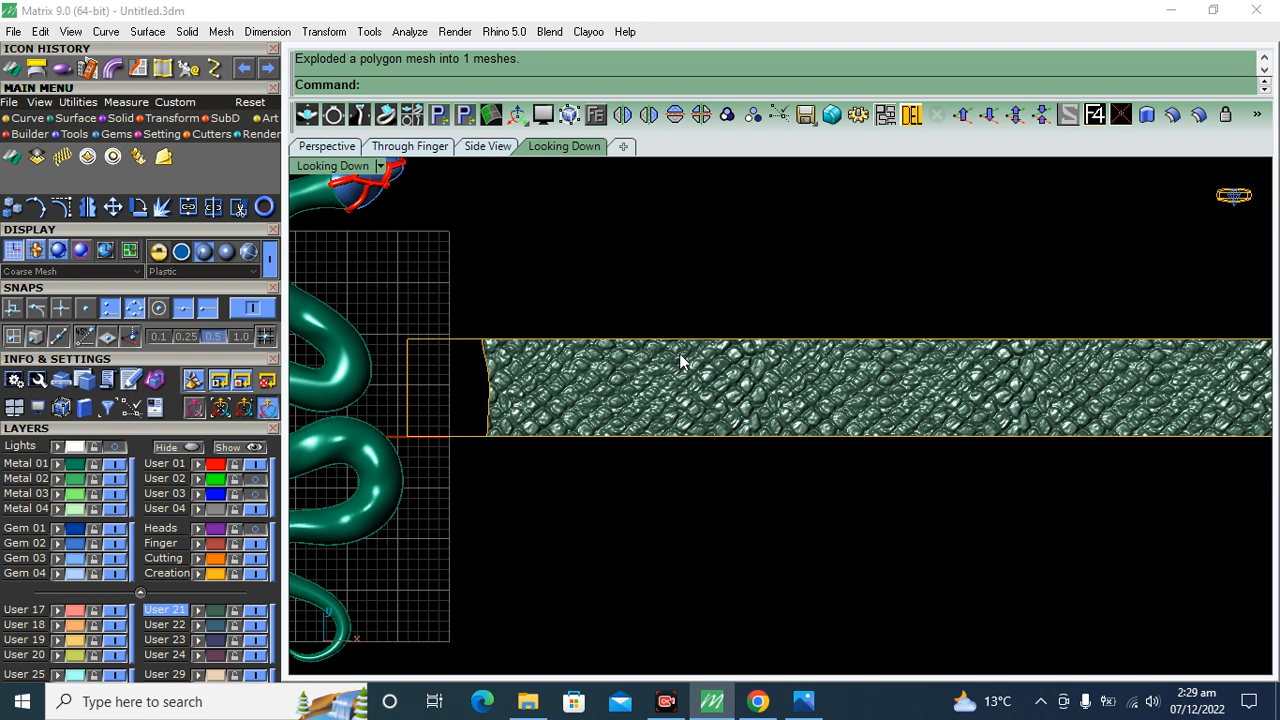 Matrix 9.0 (64-bit) - Untitled.3dm
File Edit View Curve Surface Solid Mesh Dimension Transform Tools Analyze Render Rhino 5.0 Blend Clayoo Help
ICON HISTORY
Exploded a polygon mesh into 1 meshes.
Command:
MAIN MENU
File View Utilities Measure Custom Reset
Curve Surface Solid Transform SubD Art
Builder Tools Gems Setting Cutters Render
Perspective Through Finger Side View Looking Down
Looking Down
DISPLAY
Coarse Mesh Plastic
SNAPS
0.1 0.25 0.5 1.0
INFO & SETTINGS
LAYERS
Lights Hide Show
Metal 01 User 01
Metal 02 User 02
Metal 03 User 03
Metal 04 User 04
Gem 01 Heads
Gem 02 Finger
Gem 03 Cutting
Gem 04 Creation
User 17 User 21
User 18 User 22
User 19 User 23
User 20 User 24
User 25 User 29
y
x
DEL
F4
Type here to search
13°C
2:29 am
07/12/2022